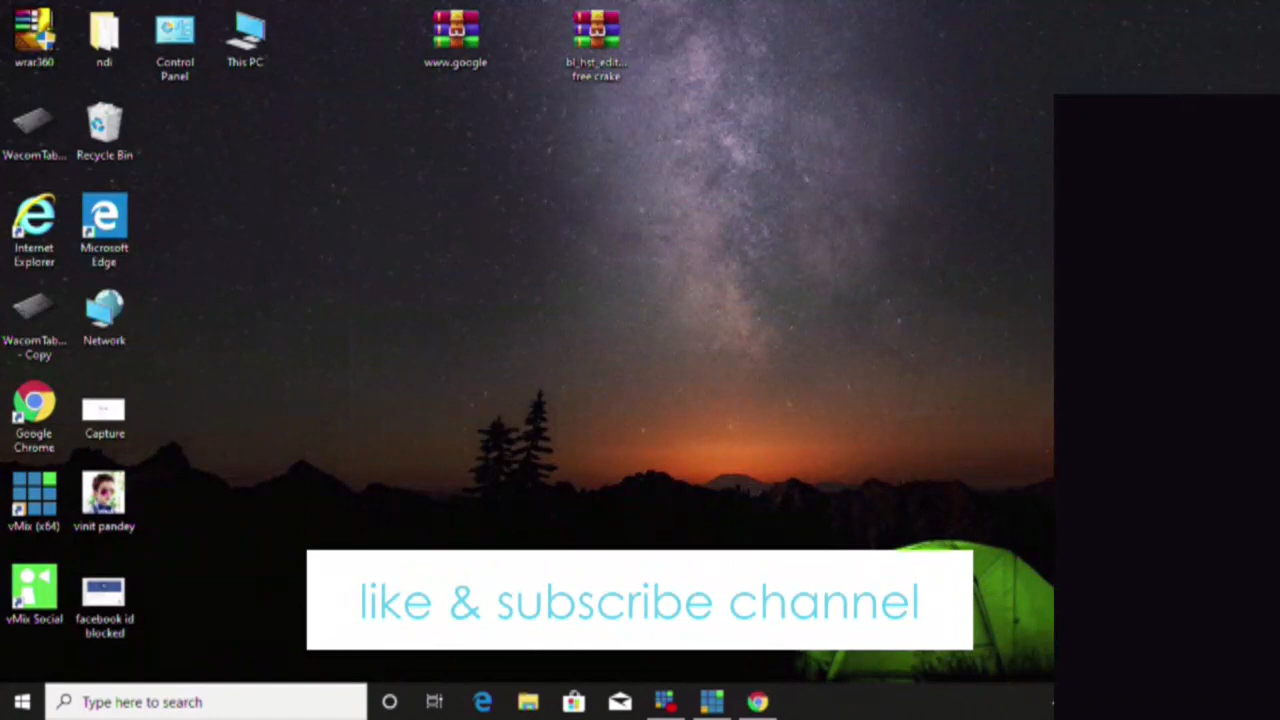 wrar360
ndi
Control
Panel
This PC
www.google
bl_hst_edit...
free crake
WacomTab...
Recycle Bin
Internet
Explorer
Microsoft
Edge
WacomTab...
- Copy
Network
Google
Chrome
Capture
vMix (x64)
vinit pandey
vMix Social
facebook id
blocked
like & subscribe channel
Type here to search